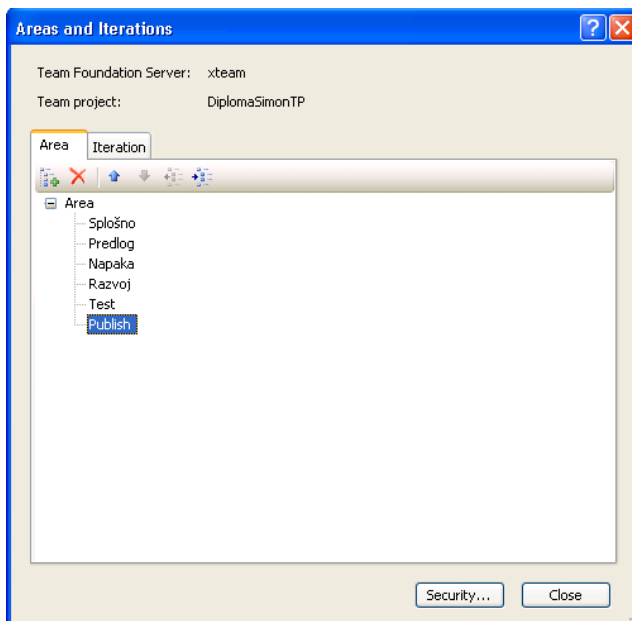 Areas and Iterations
Team Foundation Server: xteam
Team project: DiplomaSimonTP
Area Iteration
Area
Splošno
Predlog
Napaka
Razvoj
Test
Publish
Security... Close